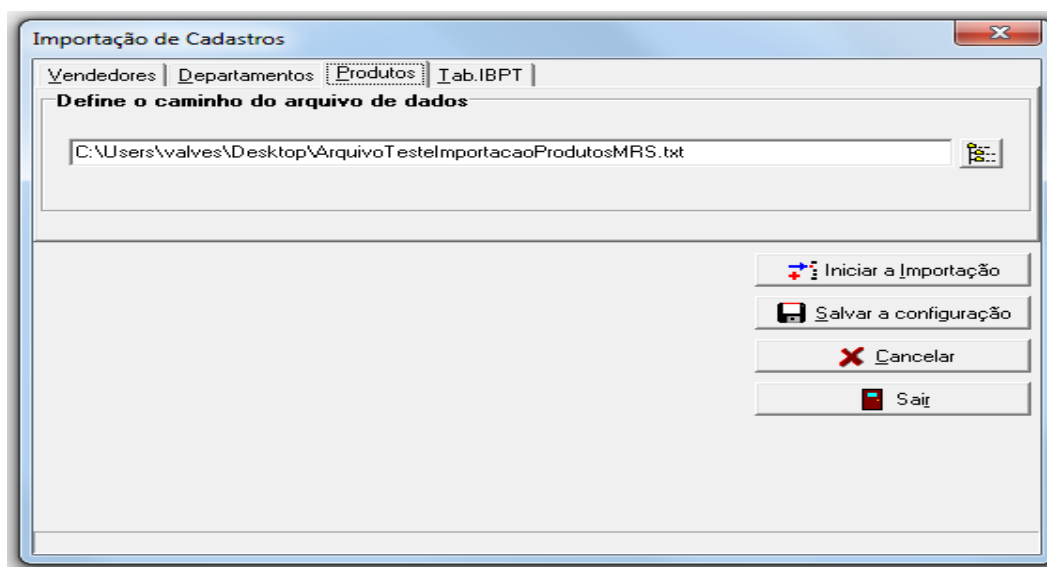 Importação de Cadastros
Vendedores Departamentos Produtos Tab.IBPT
Define o caminho do arquivo de dados
C:\Users\valves\Desktop\ArquivoTesteImportacaoProdutosMRS.txt
Iniciar a Importação
Salvar a configuração
Cancelar
Sair